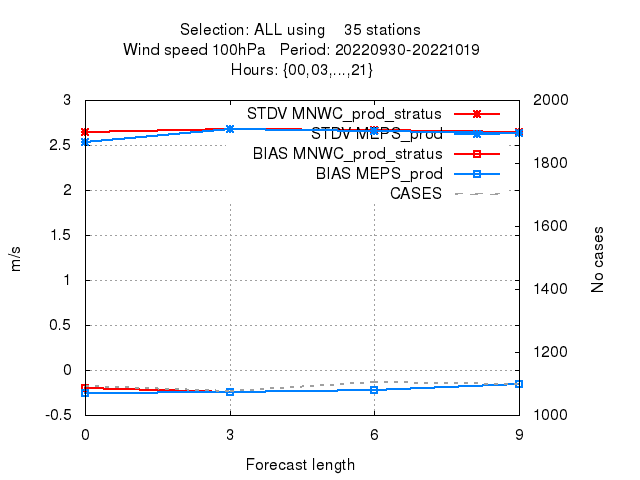 Selection: ALL using 35 stations
Wind speed 100hPa Period: 20220930-20221019
Hours: {00,03,...,21}
3
2.5
2
1.5
1
0.5
0
-0.5
m/s
STDV MNWC_prod_stratus
STDV MEPS_prod
BIAS MNWC_prod_stratus
BIAS MEPS_prod
CASES
2000
1800
1600
1400
1200
1000
No cases
0 3 6 9
Forecast length